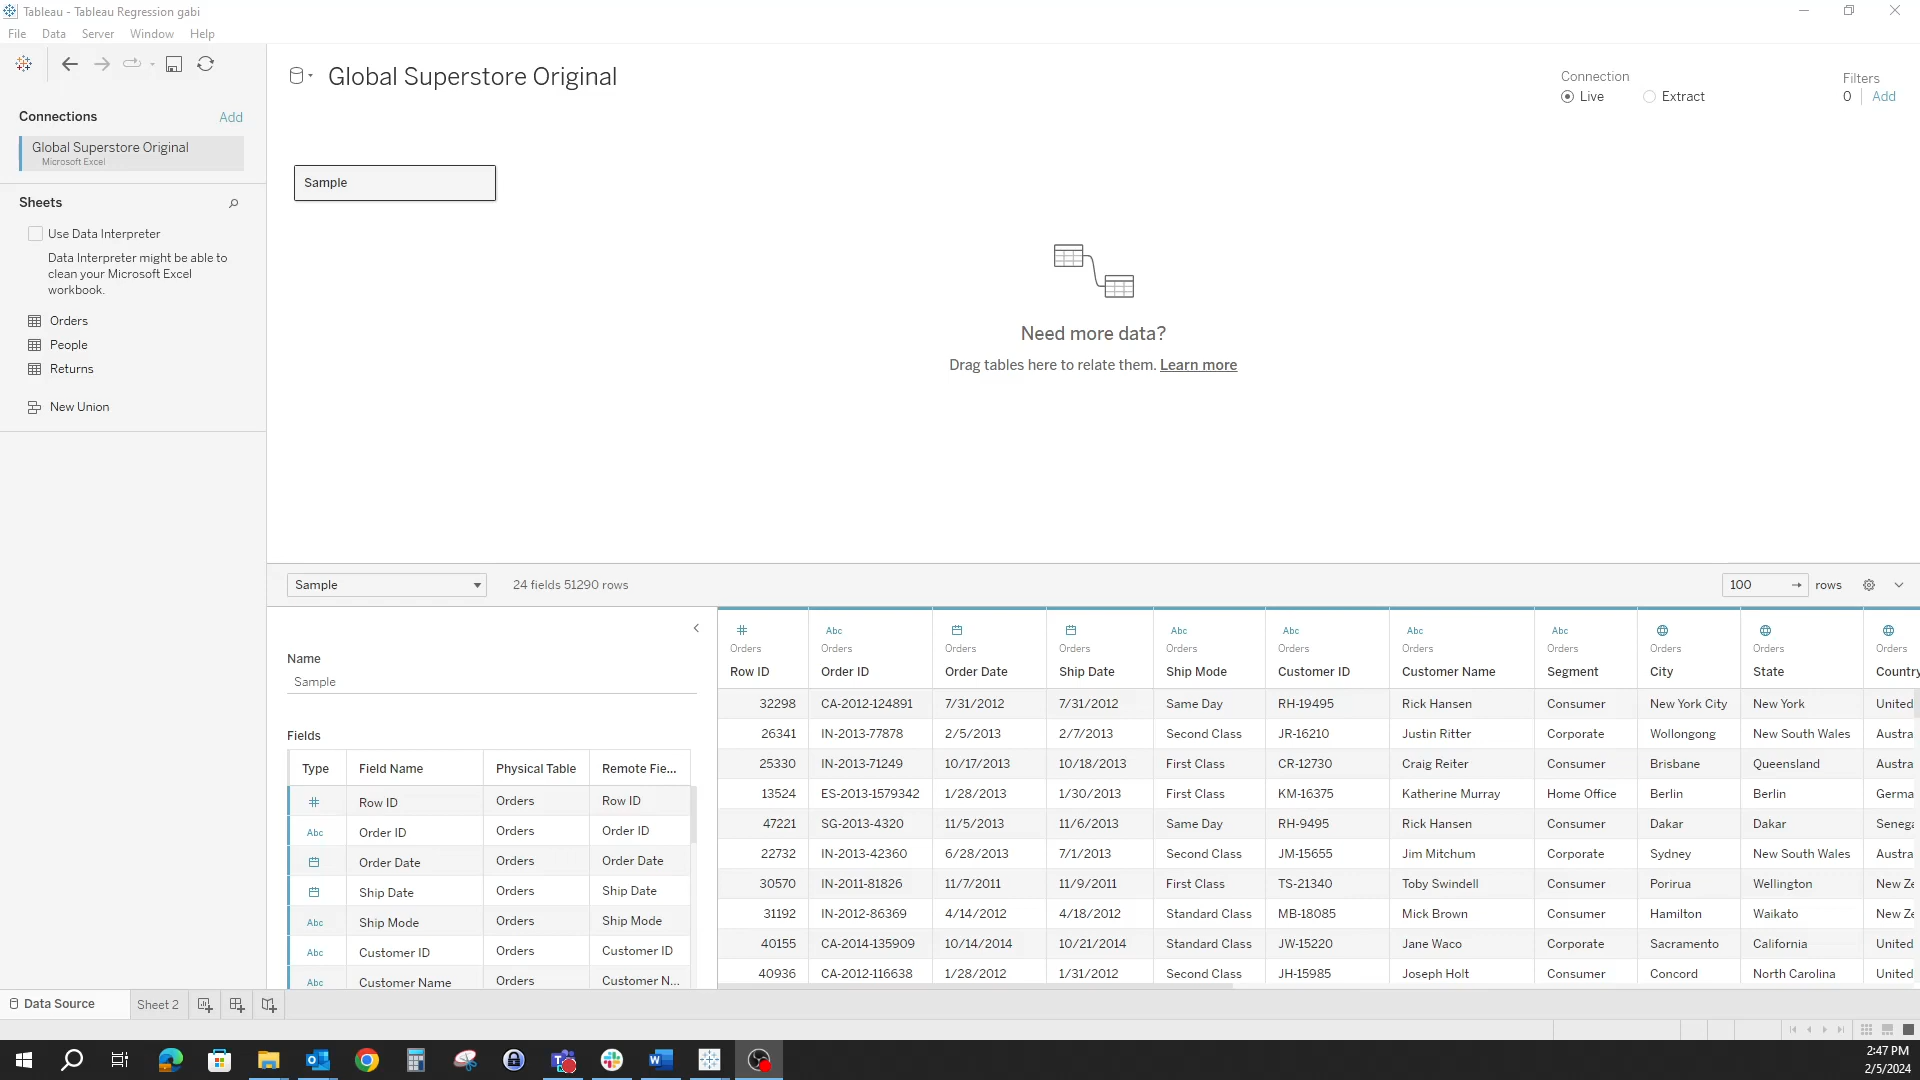 Tableau - Tableau Regression gabi
File Data Server Window Help
Global Superstore Original
Connection
Live Extract
Filters
0 Add
Connections Add
Global Superstore Original
Microsoft Excel
Sheets
Use Data Interpreter
Data Interpreter might be able to
clean your Microsoft Excel
workbook.
Orders
People
Returns
New Union
Sample
Need more data?
Drag tables here to relate them. Learn more
Sample 24 fields 51290 rows 100 rows
Name
Sample
Fields
Type Field Name Physical Table Remote Fie...
# Row ID Orders Row ID
Abc Order ID Orders Order ID
Order Date Orders Order Date
Ship Date Orders Ship Date
Abc Ship Mode Orders Ship Mode
Abc Customer ID Orders Customer ID
Abc Customer Name Orders Customer N...
# Abc Abc Abc Abc Abc
Orders Orders Orders Orders Orders Orders Orders Orders Orders Orders Orders
Row ID Order ID Order Date Ship Date Ship Mode Customer ID Customer Name Segment City State Country
32298 CA-2012-124891 7/31/2012 7/31/2012 Same Day RH-19495 Rick Hansen Consumer New York City New York United
26341 IN-2013-77878 2/5/2013 2/7/2013 Second Class JR-16210 Justin Ritter Corporate Wollongong New South Wales Austra
25330 IN-2013-71249 10/17/2013 10/18/2013 First Class CR-12730 Craig Reiter Consumer Brisbane Queensland Austra
13524 ES-2013-1579342 1/28/2013 1/30/2013 First Class KM-16375 Katherine Murray Home Office Berlin Berlin Germa
47221 SG-2013-4320 11/5/2013 11/6/2013 Same Day RH-9495 Rick Hansen Consumer Dakar Dakar Senega
22732 IN-2013-42360 6/28/2013 7/1/2013 Second Class JM-15655 Jim Mitchum Corporate Sydney New South Wales Austra
30570 IN-2011-81826 11/7/2011 11/9/2011 First Class TS-21340 Toby Swindell Consumer Porirua Wellington New Ze
31192 IN-2012-86369 4/14/2012 4/18/2012 Standard Class MB-18085 Mick Brown Consumer Hamilton Waikato New Ze
40155 CA-2014-135909 10/14/2014 10/21/2014 Standard Class JW-15220 Jane Waco Corporate Sacramento California United
40936 CA-2012-116638 1/28/2012 1/31/2012 Second Class JH-15985 Joseph Holt Consumer Concord North Carolina United
Data Source Sheet 2
2:47 PM
2/5/2024